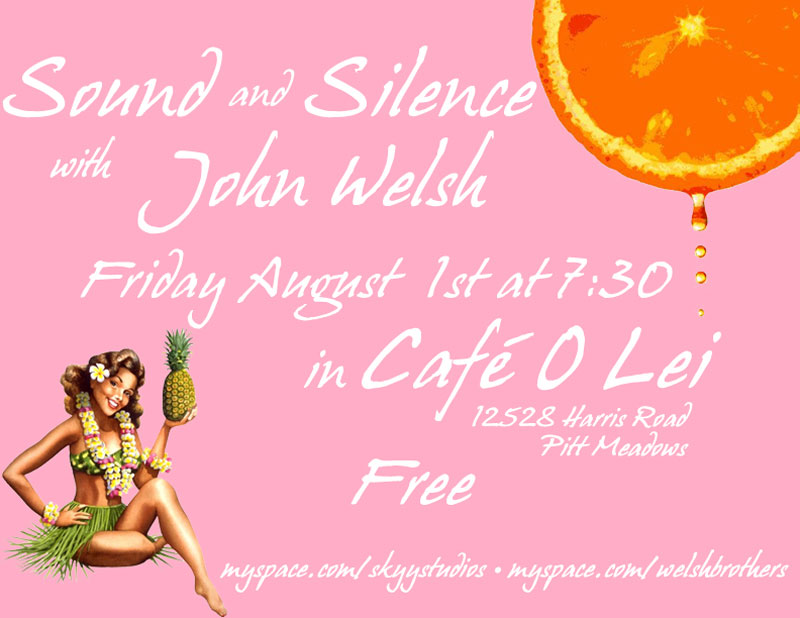 Sound and Silence
with John Welsh
Friday August 1st at 7:30
in Café O Lei
12528 Harris Road
Pitt Meadows
Free
myspace.com/skyystudios • myspace.com/welshbrothers